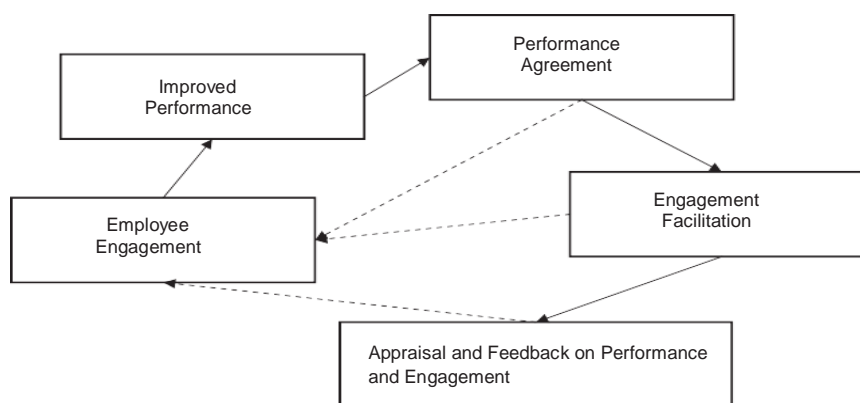 Performance
Agreement
Improved
Performance
Engagement
Facilitation
Employee
Engagement
Appraisal and Feedback on Performance
and Engagement